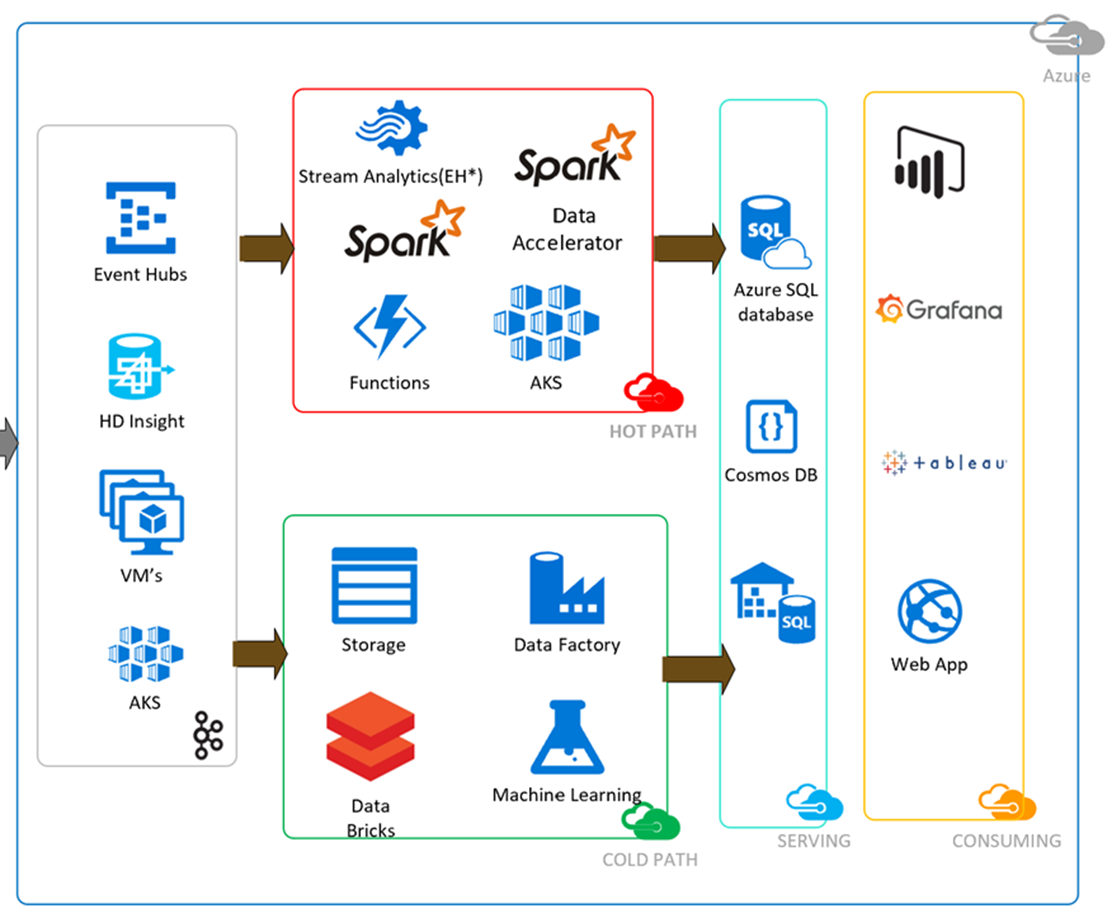 Azure
Event Hubs
HD Insight
VM's
AKS
Stream Analytics(EH*)
Spark
Data
Accelerator
Spark
Functions
AKS
HOT PATH
Storage
Data Factory
Data
Bricks
Machine Learning
COLD PATH
SQL
Azure SQL
database
{}
Cosmos DB
SQL
SERVING
Grafana
+ableau
Web App
CONSUMING